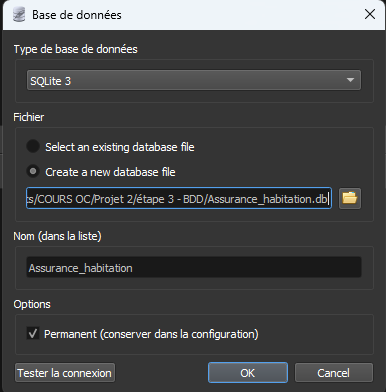 Base de données
Type de base de données
SQLite 3
Fichier
Select an existing database file
Create a new database file
s/COURS OC/Projet 2/étape 3 - BDD/Assurance_habitation.db
Nom (dans la liste)
Assurance_habitation
Options
Permanent (conserver dans la configuration)
Tester la connexion
OK
Cancel